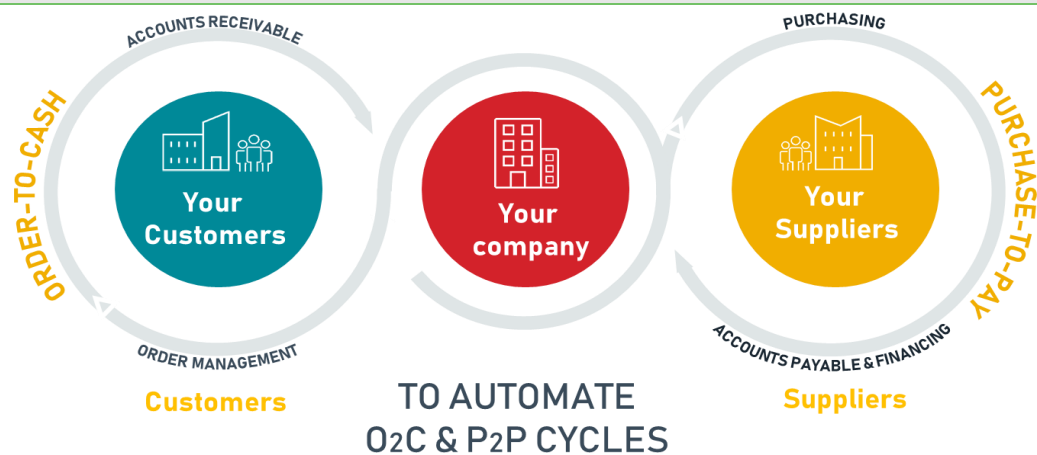 ACCOUNTS RECEIVABLE
ORDER-TO-CASH
Your
Customers
ORDER MANAGEMENT
Customers
Your
company
TO AUTOMATE
O2C & P2P CYCLES
PURCHASING
PURCHASE-TO-PAY
Your
Suppliers
ACCOUNTS PAYABLE & FINANCING
Suppliers